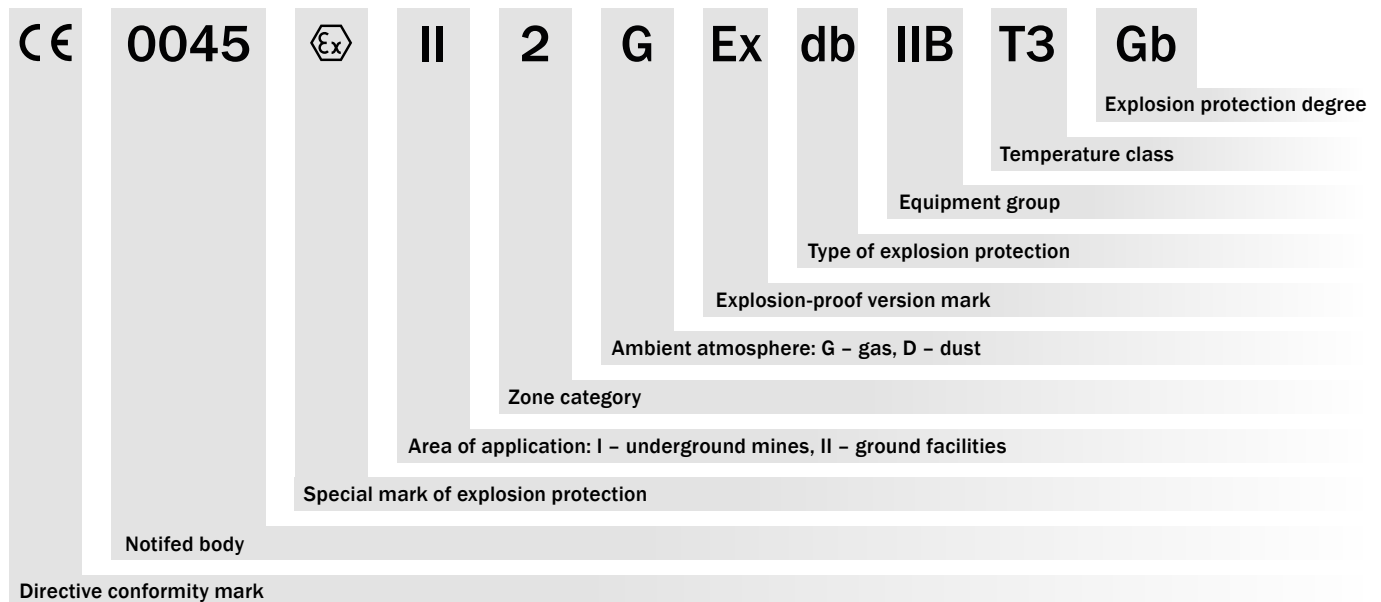 CE 0045 Ex II 2 G Ex db IIB T3 Gb
Explosion protection degree
Temperature class
Equipment group
Type of explosion protection
Explosion-proof version mark
Ambient atmosphere: G – gas, D – dust
Zone category
Area of application: I – underground mines, II – ground facilities
Special mark of explosion protection
Notifed body
Directive conformity mark